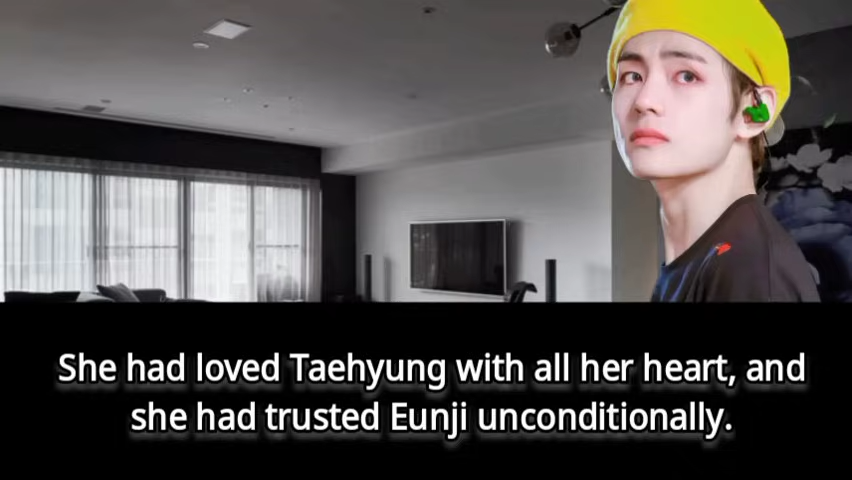 She had loved Taehyung with all her heart, and
she had trusted Eunji unconditionally.